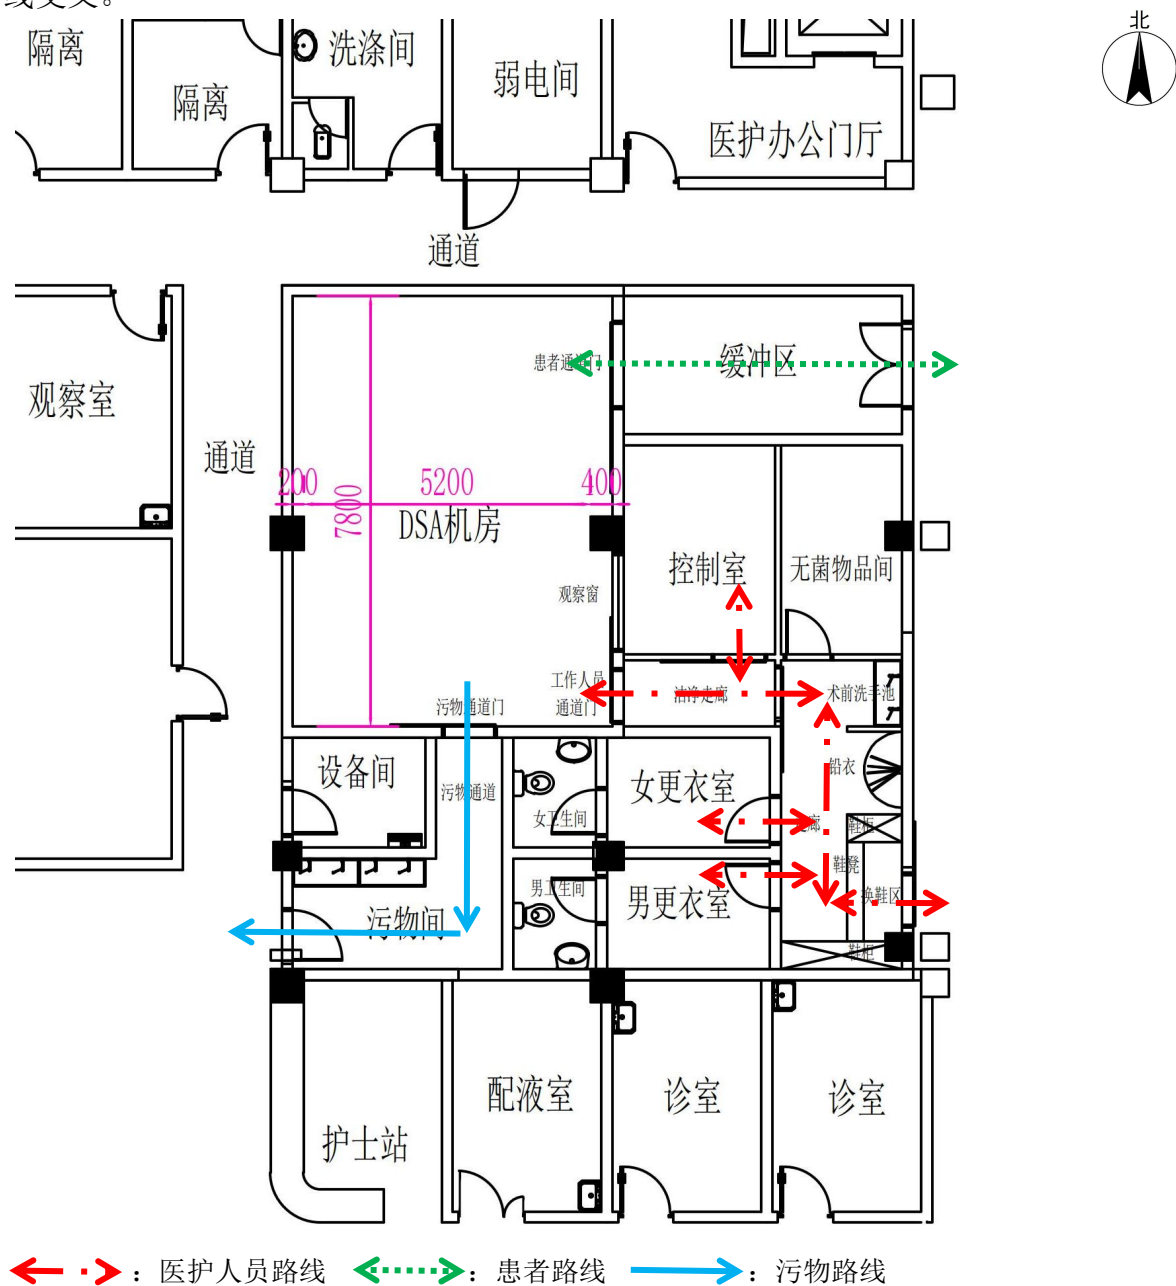 线交叉。
北
隔离
洗涤间
弱电间
隔离
医护办公门厅
通道
患者通道门
缓冲区
观察室
通道
200
5200
400
7800
DSA机房
控制室
无菌物品间
观察窗
工作人员
通道门
洁净走廊
术前洗手池
污物通道门
设备间
污物通道
女更衣室
铅衣
女卫生间
走廊
鞋柜
男卫生间
鞋凳
换鞋区
污物间
男更衣室
鞋柜
配液室
诊室
诊室
护士站
：医护人员路线
：患者路线
：污物路线